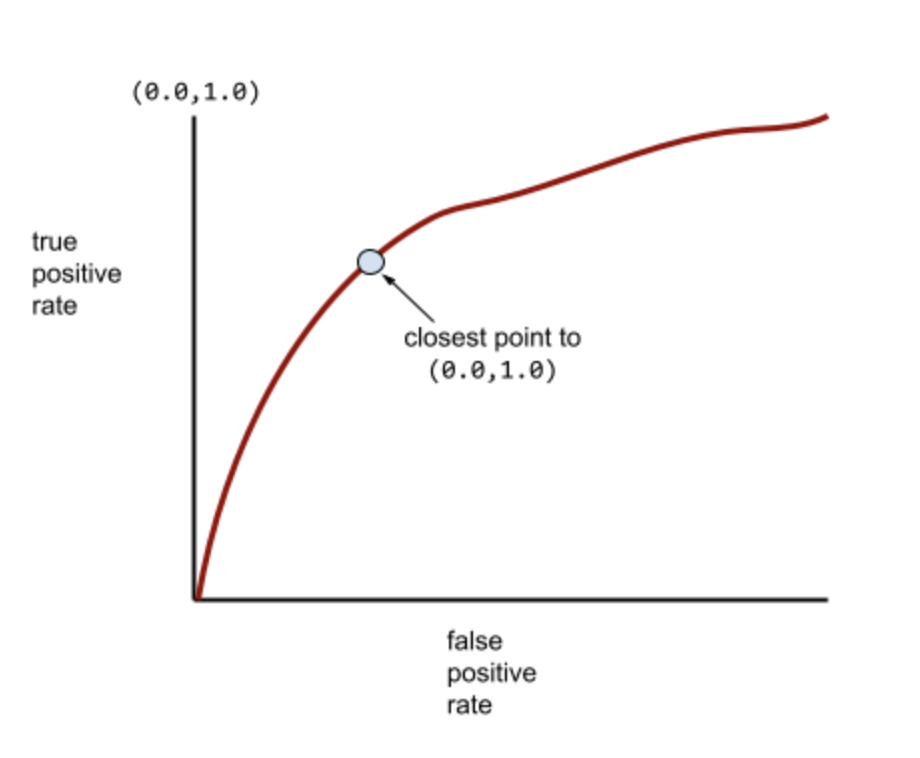 (0.0,1.0)
true
positive
rate
closest point to
(0.0,1.0)
false
positive
rate